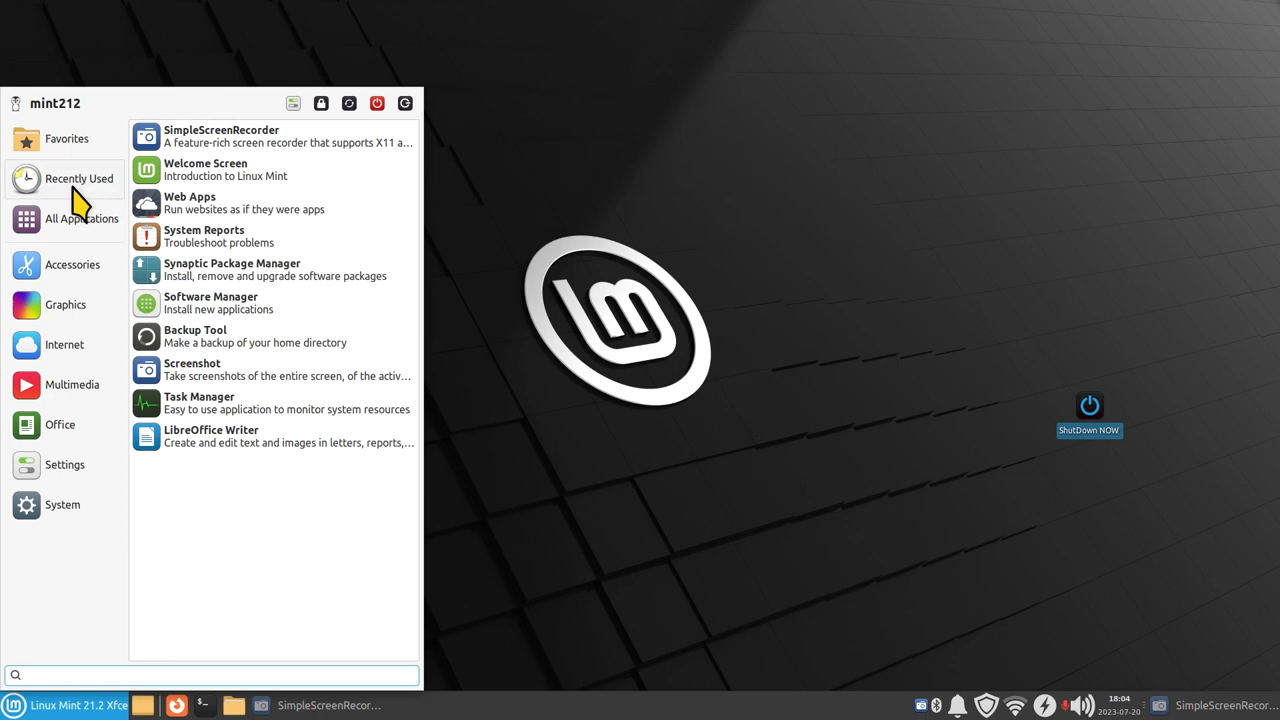 mint212
Favorites
Recently Used
All Applications
Accessories
Graphics
Internet
Multimedia
Office
Settings
System
SimpleScreenRecorder
A feature-rich screen recorder that supports X11 a...
Welcome Screen
Introduction to Linux Mint
Web Apps
Run websites as if they were apps
System Reports
Troubleshoot problems
Synaptic Package Manager
Install, remove and upgrade software packages
Software Manager
Install new applications
Backup Tool
Make a backup of your home directory
Screenshot
Take screenshots of the entire screen, of the activ...
Task Manager
Easy to use application to monitor system resources
LibreOffice Writer
Create and edit text and images in letters, reports,...
ShutDown NOW
Linux Mint 21.2 Xfce
SimpleScreenRecor...
18:04
2023-07-20
SimpleScreenRecor...